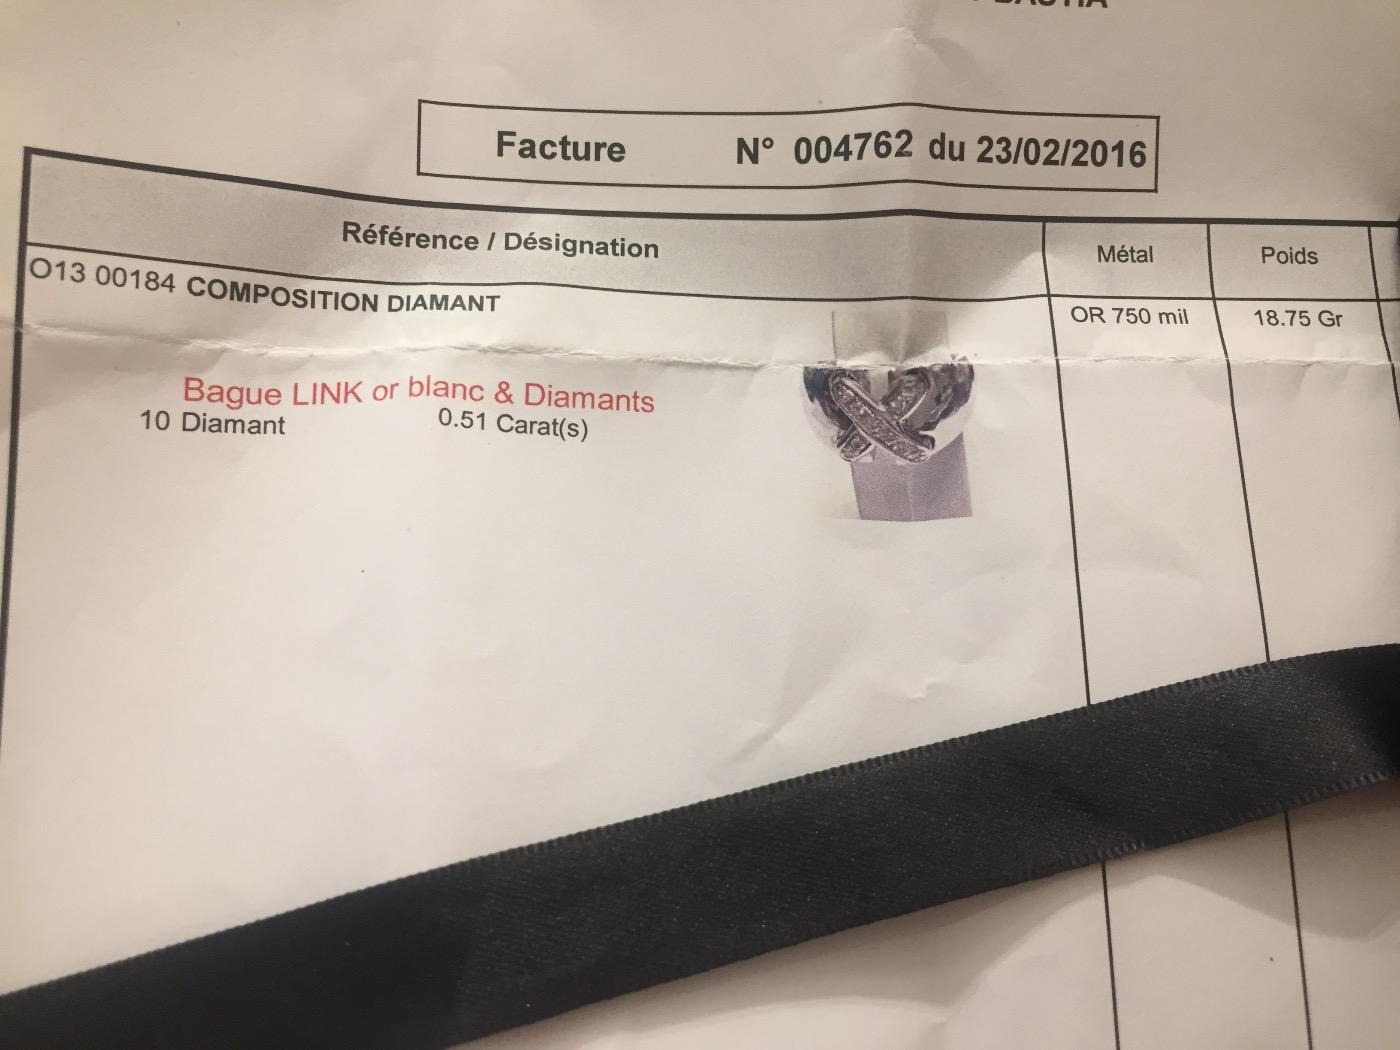 BASTIA
Facture N° 004762 du 23/02/2016
Référence / Désignation Métal Poids
O13 00184 COMPOSITION DIAMANT OR 750 mil 18.75 Gr
Bague LINK or blanc & Diamants
10 Diamant 0.51 Carat(s)